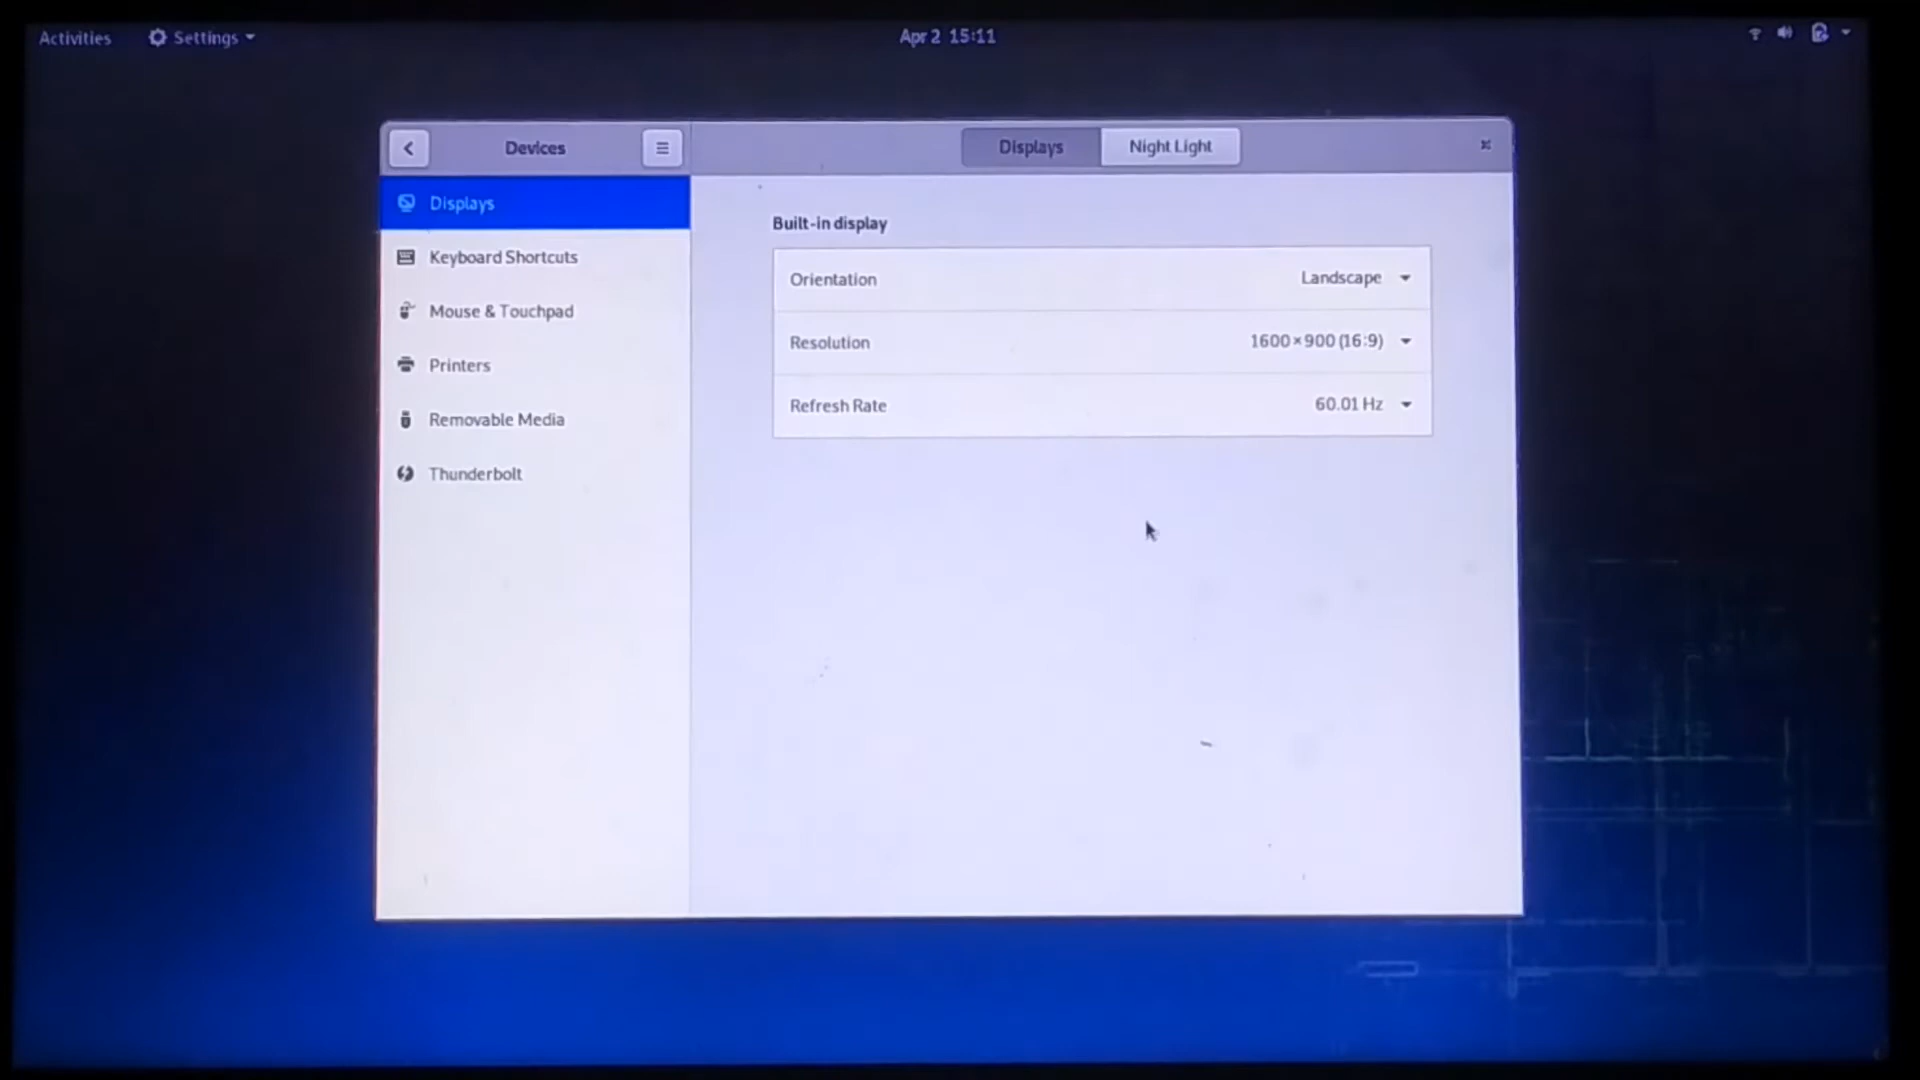 Activities
Settings
Apr 2 15:11
Devices
Displays
Night Light
Displays
Keyboard Shortcuts
Mouse & Touchpad
Printers
Removable Media
Thunderbolt
Built-in display
Orientation
Landscape
Resolution
1600×900 (16:9)
Refresh Rate
60.01 Hz